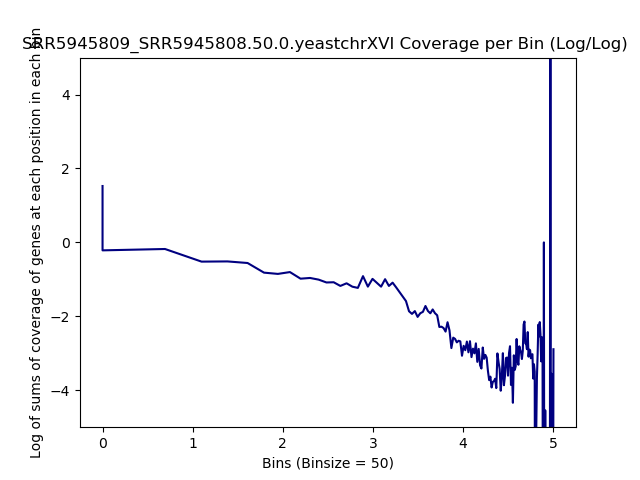 SRR5945809_SRR5945808.50.0.yeastchrXVI Coverage per Bin (Log/Log)
Log of sums of coverage of genes at each position in each bin
4
2
0
−2
−4
0 1 2 3 4 5
Bins (Binsize = 50)